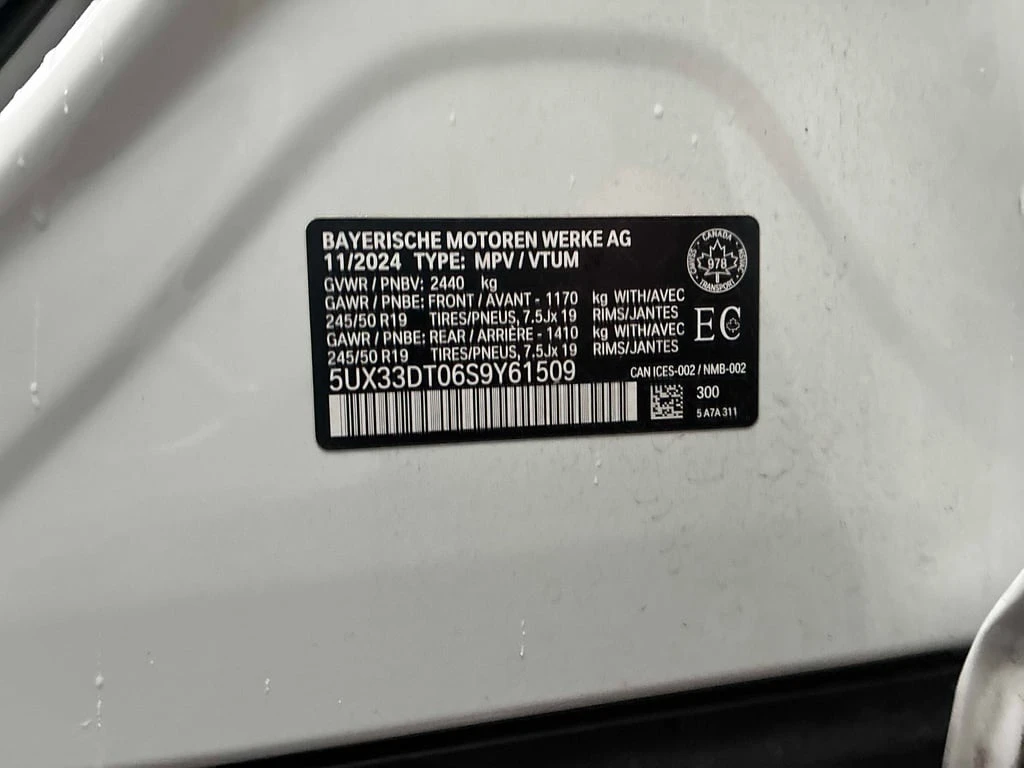 BAYERISCHE MOTOREN WERKE AG
11/2024 TYPE: MPV / VTUM
GVWR / PNBV: 2440 kg
GAWR / PNBE: FRONT / AVANT - 1170 kg WITH/AVEC
245/50 R19 TIRES/PNEUS, 7.5Jx 19 RIMS/JANTES
GAWR / PNBE: REAR / ARRIÈRE - 1410 kg WITH/AVEC
245/50 R19 TIRES/PNEUS, 7.5Jx 19 RIMS/JANTES
5UX33DT06S9Y61509
CANADA
978
TRANSPORT
EC
CAN ICES-002 / NMB-002
300
5 A7A 311